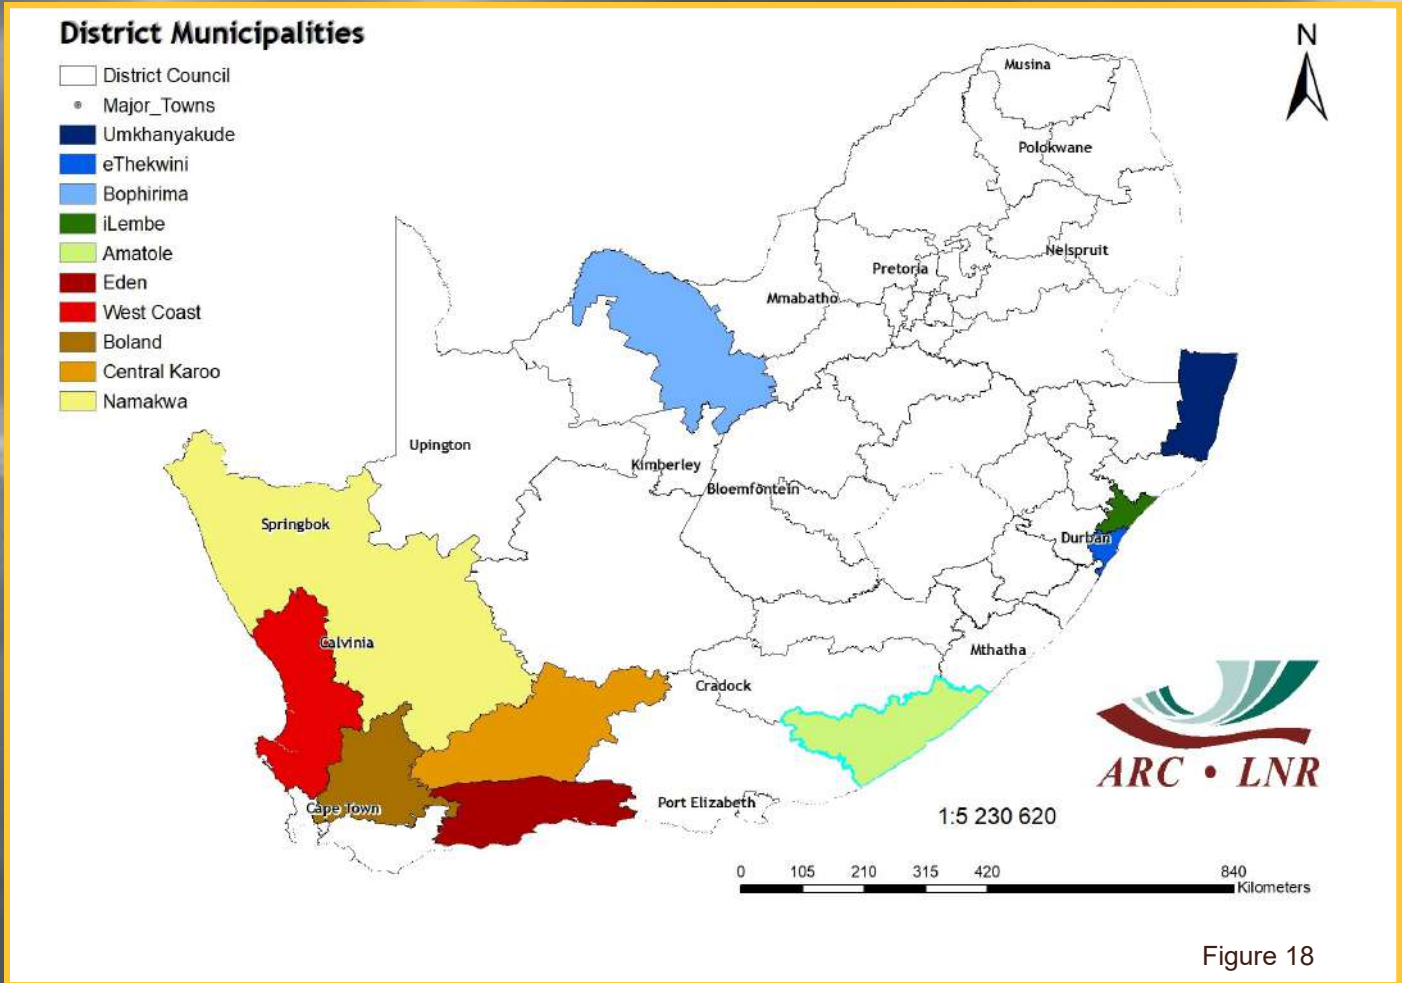 District Municipalities
District Council
Major_Towns
Umkhanyakude
eThekwini
Bophirima
iLembe
Amatole
Eden
West Coast
Boland
Central Karoo
Namakwa
N
Musina
Polokwane
Nelspruit
Pretoria
Mmabatho
Upington
Kimberley
Bloemfontein
Springbok
Durban
Calvinia
Mthatha
Cradock
Cape Town
Port Elizabeth
ARC • LNR
1:5 230 620
0 105 210 315 420 840
Kilometers
Figure 18